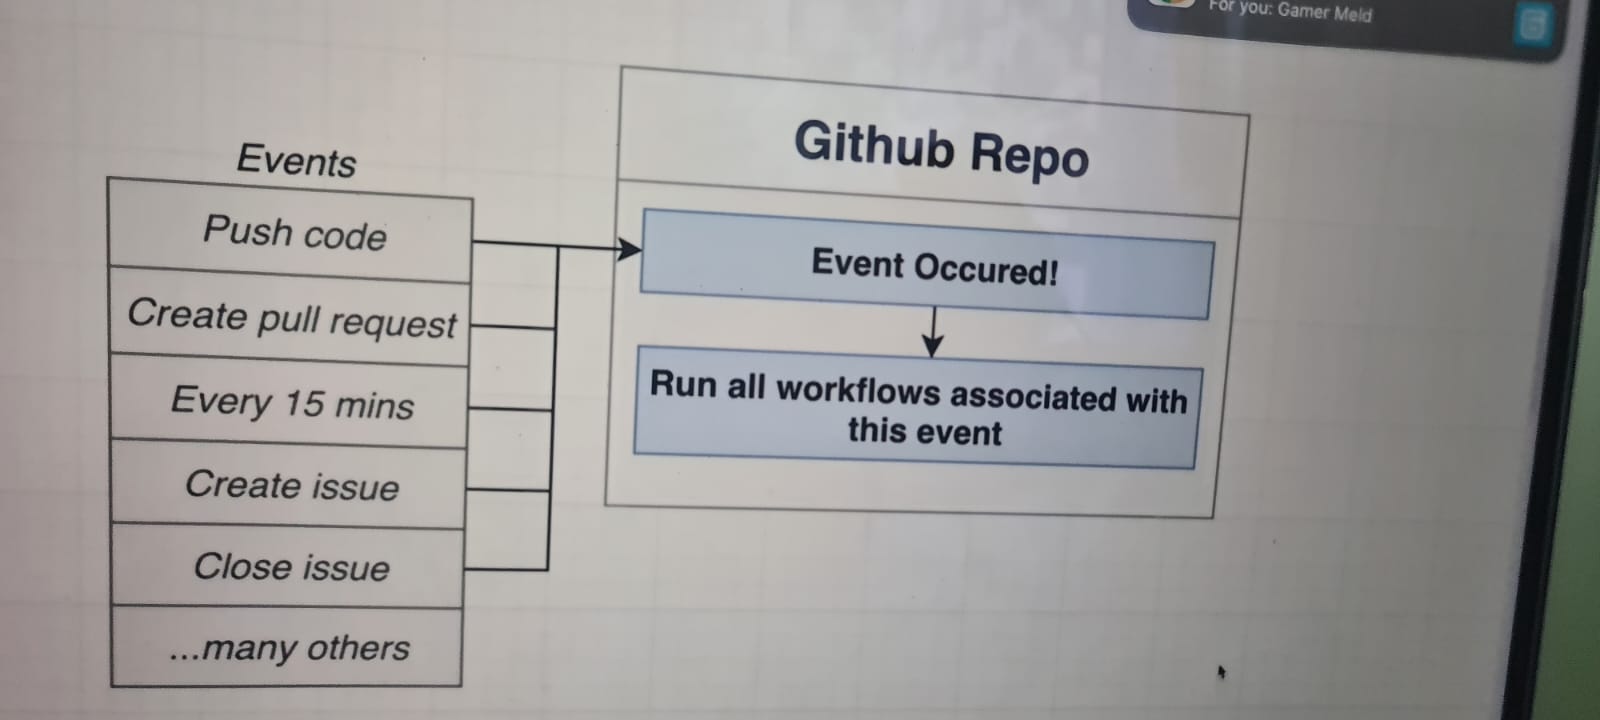 For you: Gamer Meld
Github Repo
Events
Push code
Create pull request
Every 15 mins
Create issue
Close issue
...many others
Event Occured!
Run all workflows associated with
this event